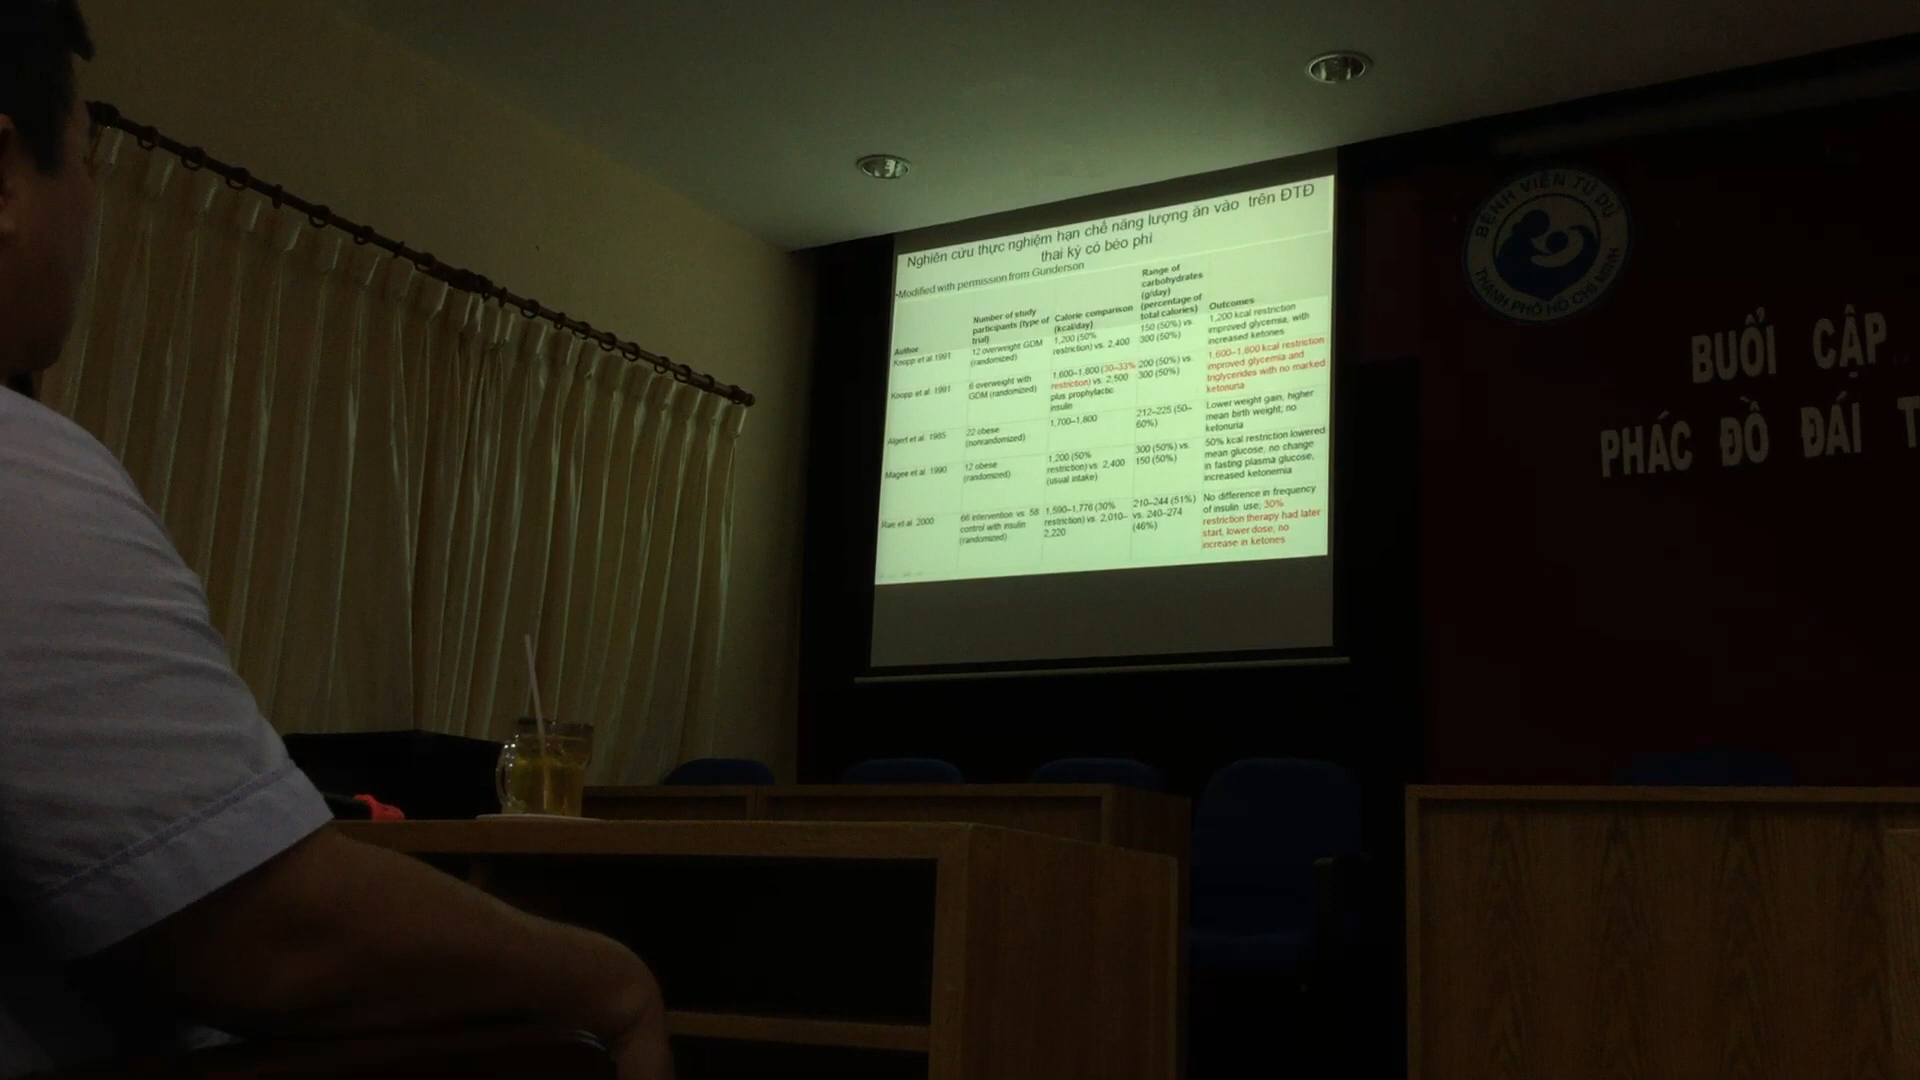 Nghiên cứu thực nghiệm hạn chế năng lượng ăn vào trên ĐTĐ
thai kỳ có béo phì
•Modified with permission from Gunderson
Author
Number of study
participants (type of
trial)
Calorie comparison
(kcal/day)
Range of
carbohydrates
(g/day)
(percentage of
total calories)
Outcomes
Knopp et al.1991
12 overweight GDM
(randomized)
1,200 (50%
restriction) vs. 2,400
150 (50%) vs.
300 (50%)
1,200 kcal restriction
improved glycemia, with
increased ketones
Knopp et al. 1991
6 overweight with
GDM (randomized)
1,600–1,800 (30–33%
restriction) vs. 2,500
plus prophylactic
insulin
200 (50%) vs.
300 (50%)
1,600–1,800 kcal restriction
improved glycemia and
triglycerides with no marked
ketonuria
Algert et al. 1985
22 obese
(nonrandomized)
1,700–1,800
212–225 (50–
60%)
Lower weight gain, higher
mean birth weight; no
ketonuria
Magee et al. 1990
12 obese
(randomized)
1,200 (50%
restriction) vs. 2,400
(usual intake)
300 (50%) vs.
150 (50%)
50% kcal restriction lowered
mean glucose, no change
in fasting plasma glucose,
increased ketonemia
Rae et al. 2000
66 intervention vs. 58
control with insulin
(randomized)
1,590–1,776 (30%
restriction) vs. 2,010–
2,220
210–244 (51%)
vs. 240–274
(46%)
No difference in frequency
of insulin use; 30%
restriction therapy had later
start, lower dose, no
increase in ketones
BỆNH VIỆN TỪ DŨ
THÀNH PHỐ HỒ CHÍ MINH
BUỔI CẬP
PHÁC ĐỒ ĐÁI T